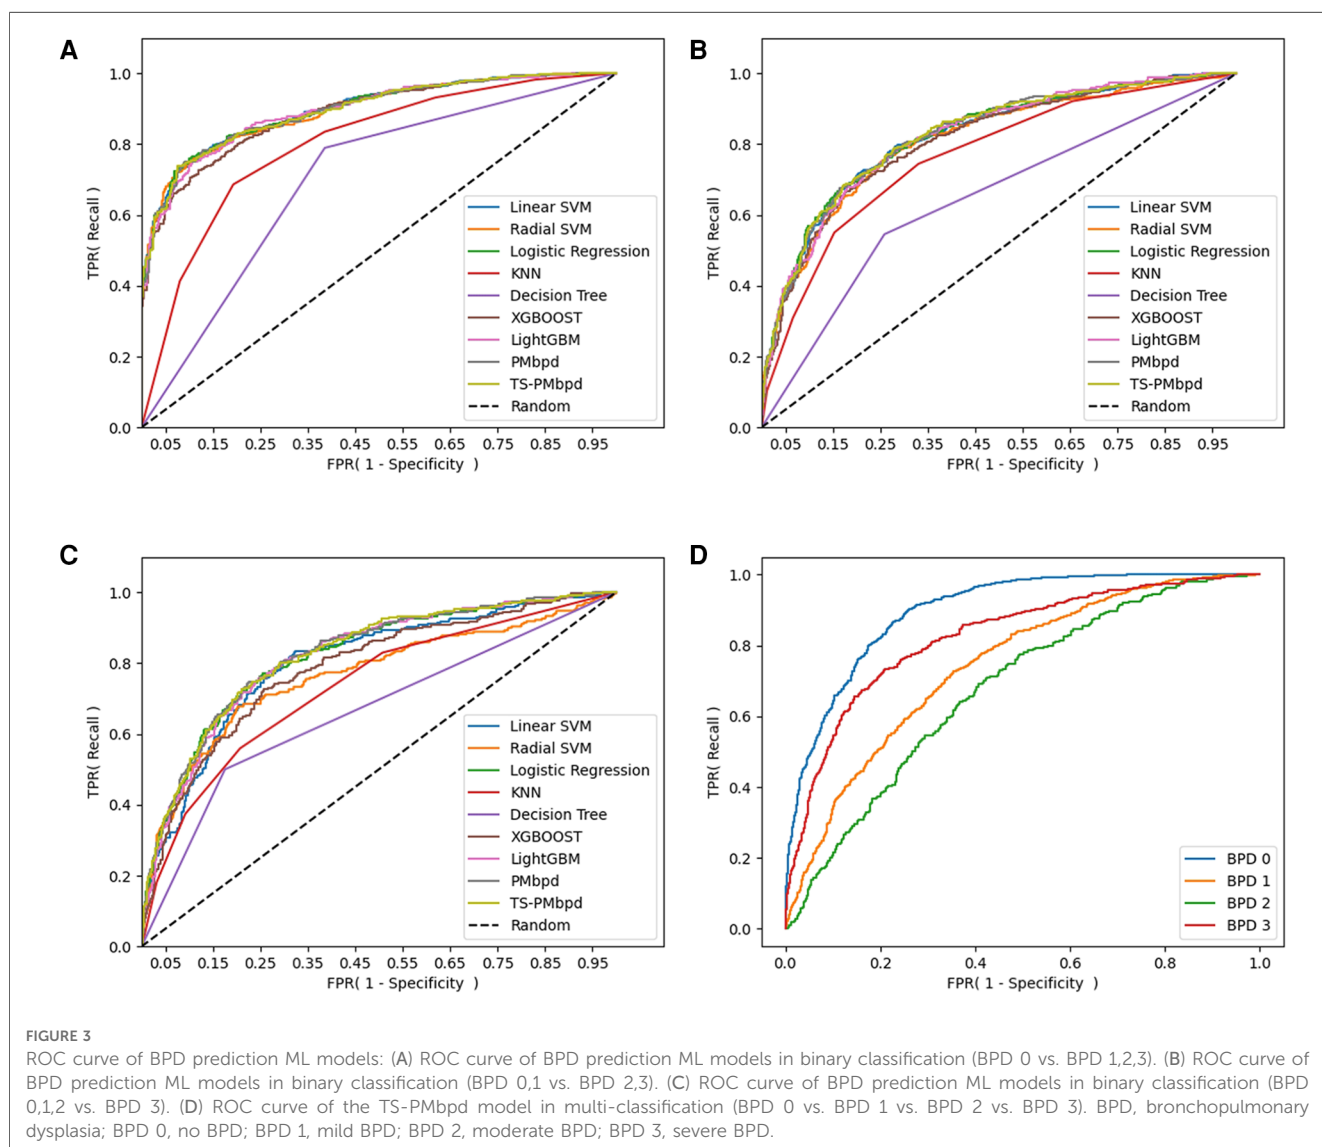 A
1.0
0.8
0.6
0.4
0.2
0.0
TPR( Recall )
Linear SVM
Radial SVM
Logistic Regression
KNN
Decision Tree
XGBOOST
LightGBM
PMbpd
TS-PMbpd
Random
0.05 0.15 0.25 0.35 0.45 0.55 0.65 0.75 0.85 0.95
FPR( 1 - Specificity )
B
1.0
0.8
0.6
0.4
0.2
0.0
TPR( Recall )
Linear SVM
Radial SVM
Logistic Regression
KNN
Decision Tree
XGBOOST
LightGBM
PMbpd
TS-PMbpd
Random
0.05 0.15 0.25 0.35 0.45 0.55 0.65 0.75 0.85 0.95
FPR( 1 - Specificity )
C
1.0
0.8
0.6
0.4
0.2
0.0
TPR( Recall )
Linear SVM
Radial SVM
Logistic Regression
KNN
Decision Tree
XGBOOST
LightGBM
PMbpd
TS-PMbpd
Random
0.05 0.15 0.25 0.35 0.45 0.55 0.65 0.75 0.85 0.95
FPR( 1 - Specificity )
D
1.0
0.8
0.6
0.4
0.2
0.0
TPR( Recall )
BPD 0
BPD 1
BPD 2
BPD 3
0.0 0.2 0.4 0.6 0.8 1.0
FPR( 1 - Specificity )
FIGURE 3
ROC curve of BPD prediction ML models: (A) ROC curve of BPD prediction ML models in binary classification (BPD 0 vs. BPD 1,2,3). (B) ROC curve of
BPD prediction ML models in binary classification (BPD 0,1 vs. BPD 2,3). (C) ROC curve of BPD prediction ML models in binary classification (BPD
0,1,2 vs. BPD 3). (D) ROC curve of the TS-PMbpd model in multi-classification (BPD 0 vs. BPD 1 vs. BPD 2 vs. BPD 3). BPD, bronchopulmonary
dysplasia; BPD 0, no BPD; BPD 1, mild BPD; BPD 2, moderate BPD; BPD 3, severe BPD.